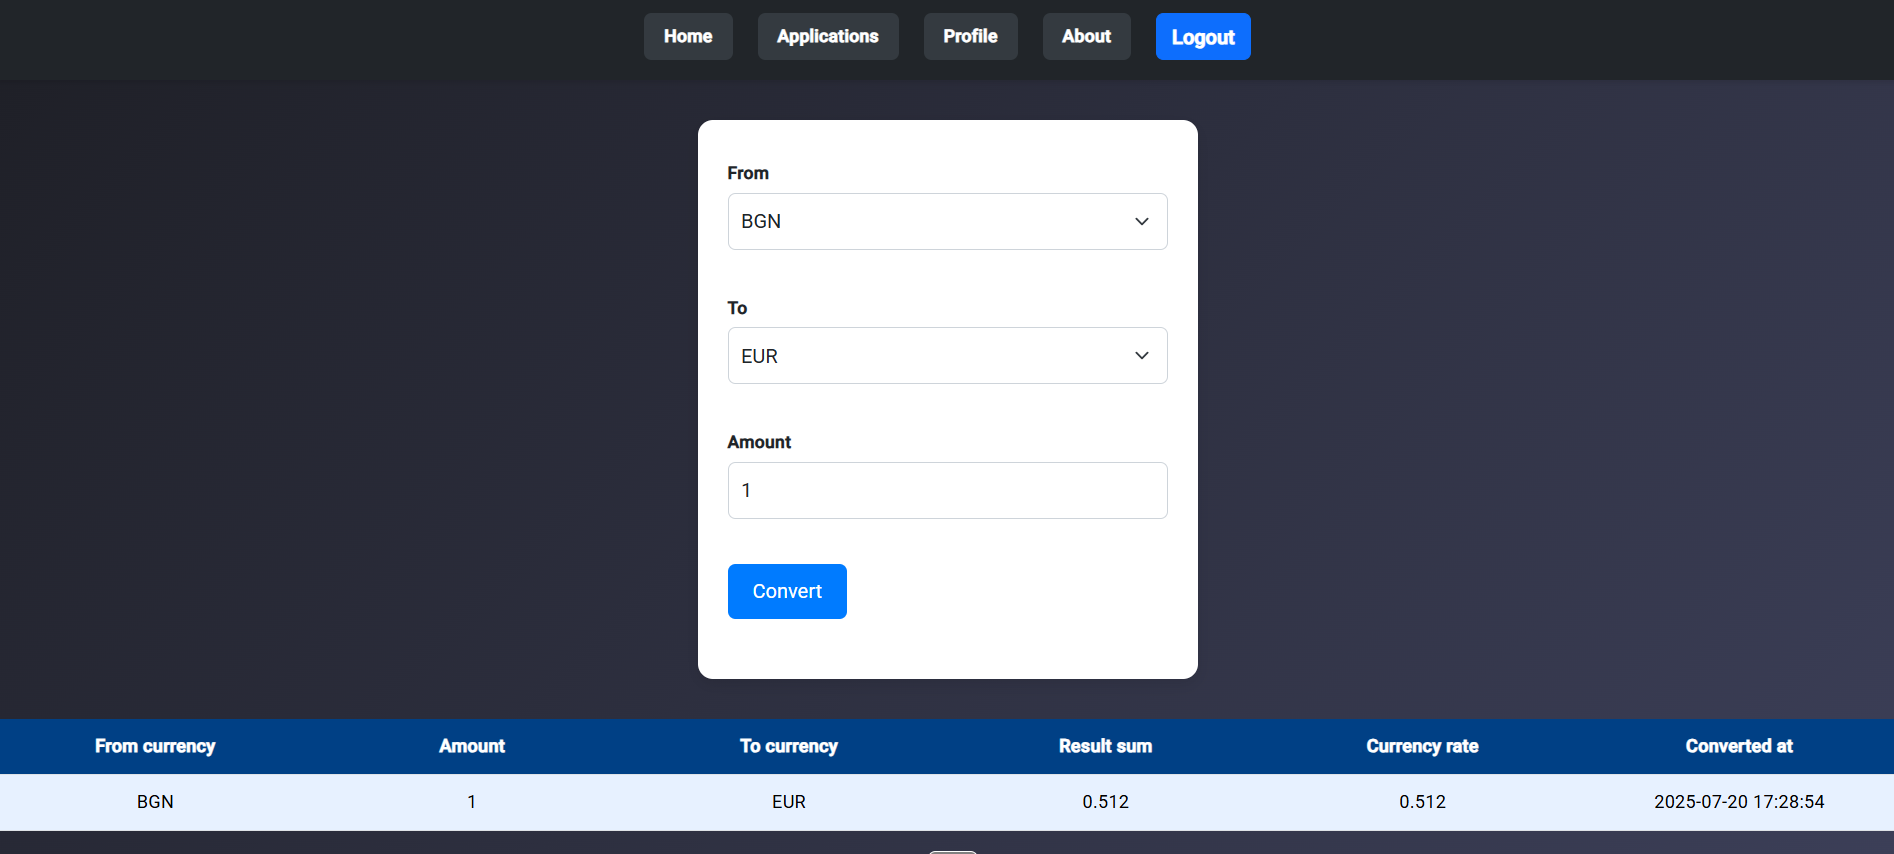 Home Applications Profile About Logout
From
BGN
To
EUR
Amount
1
Convert
From currency Amount To currency Result sum Currency rate Converted at
BGN 1 EUR 0.512 0.512 2025-07-20 17:28:54